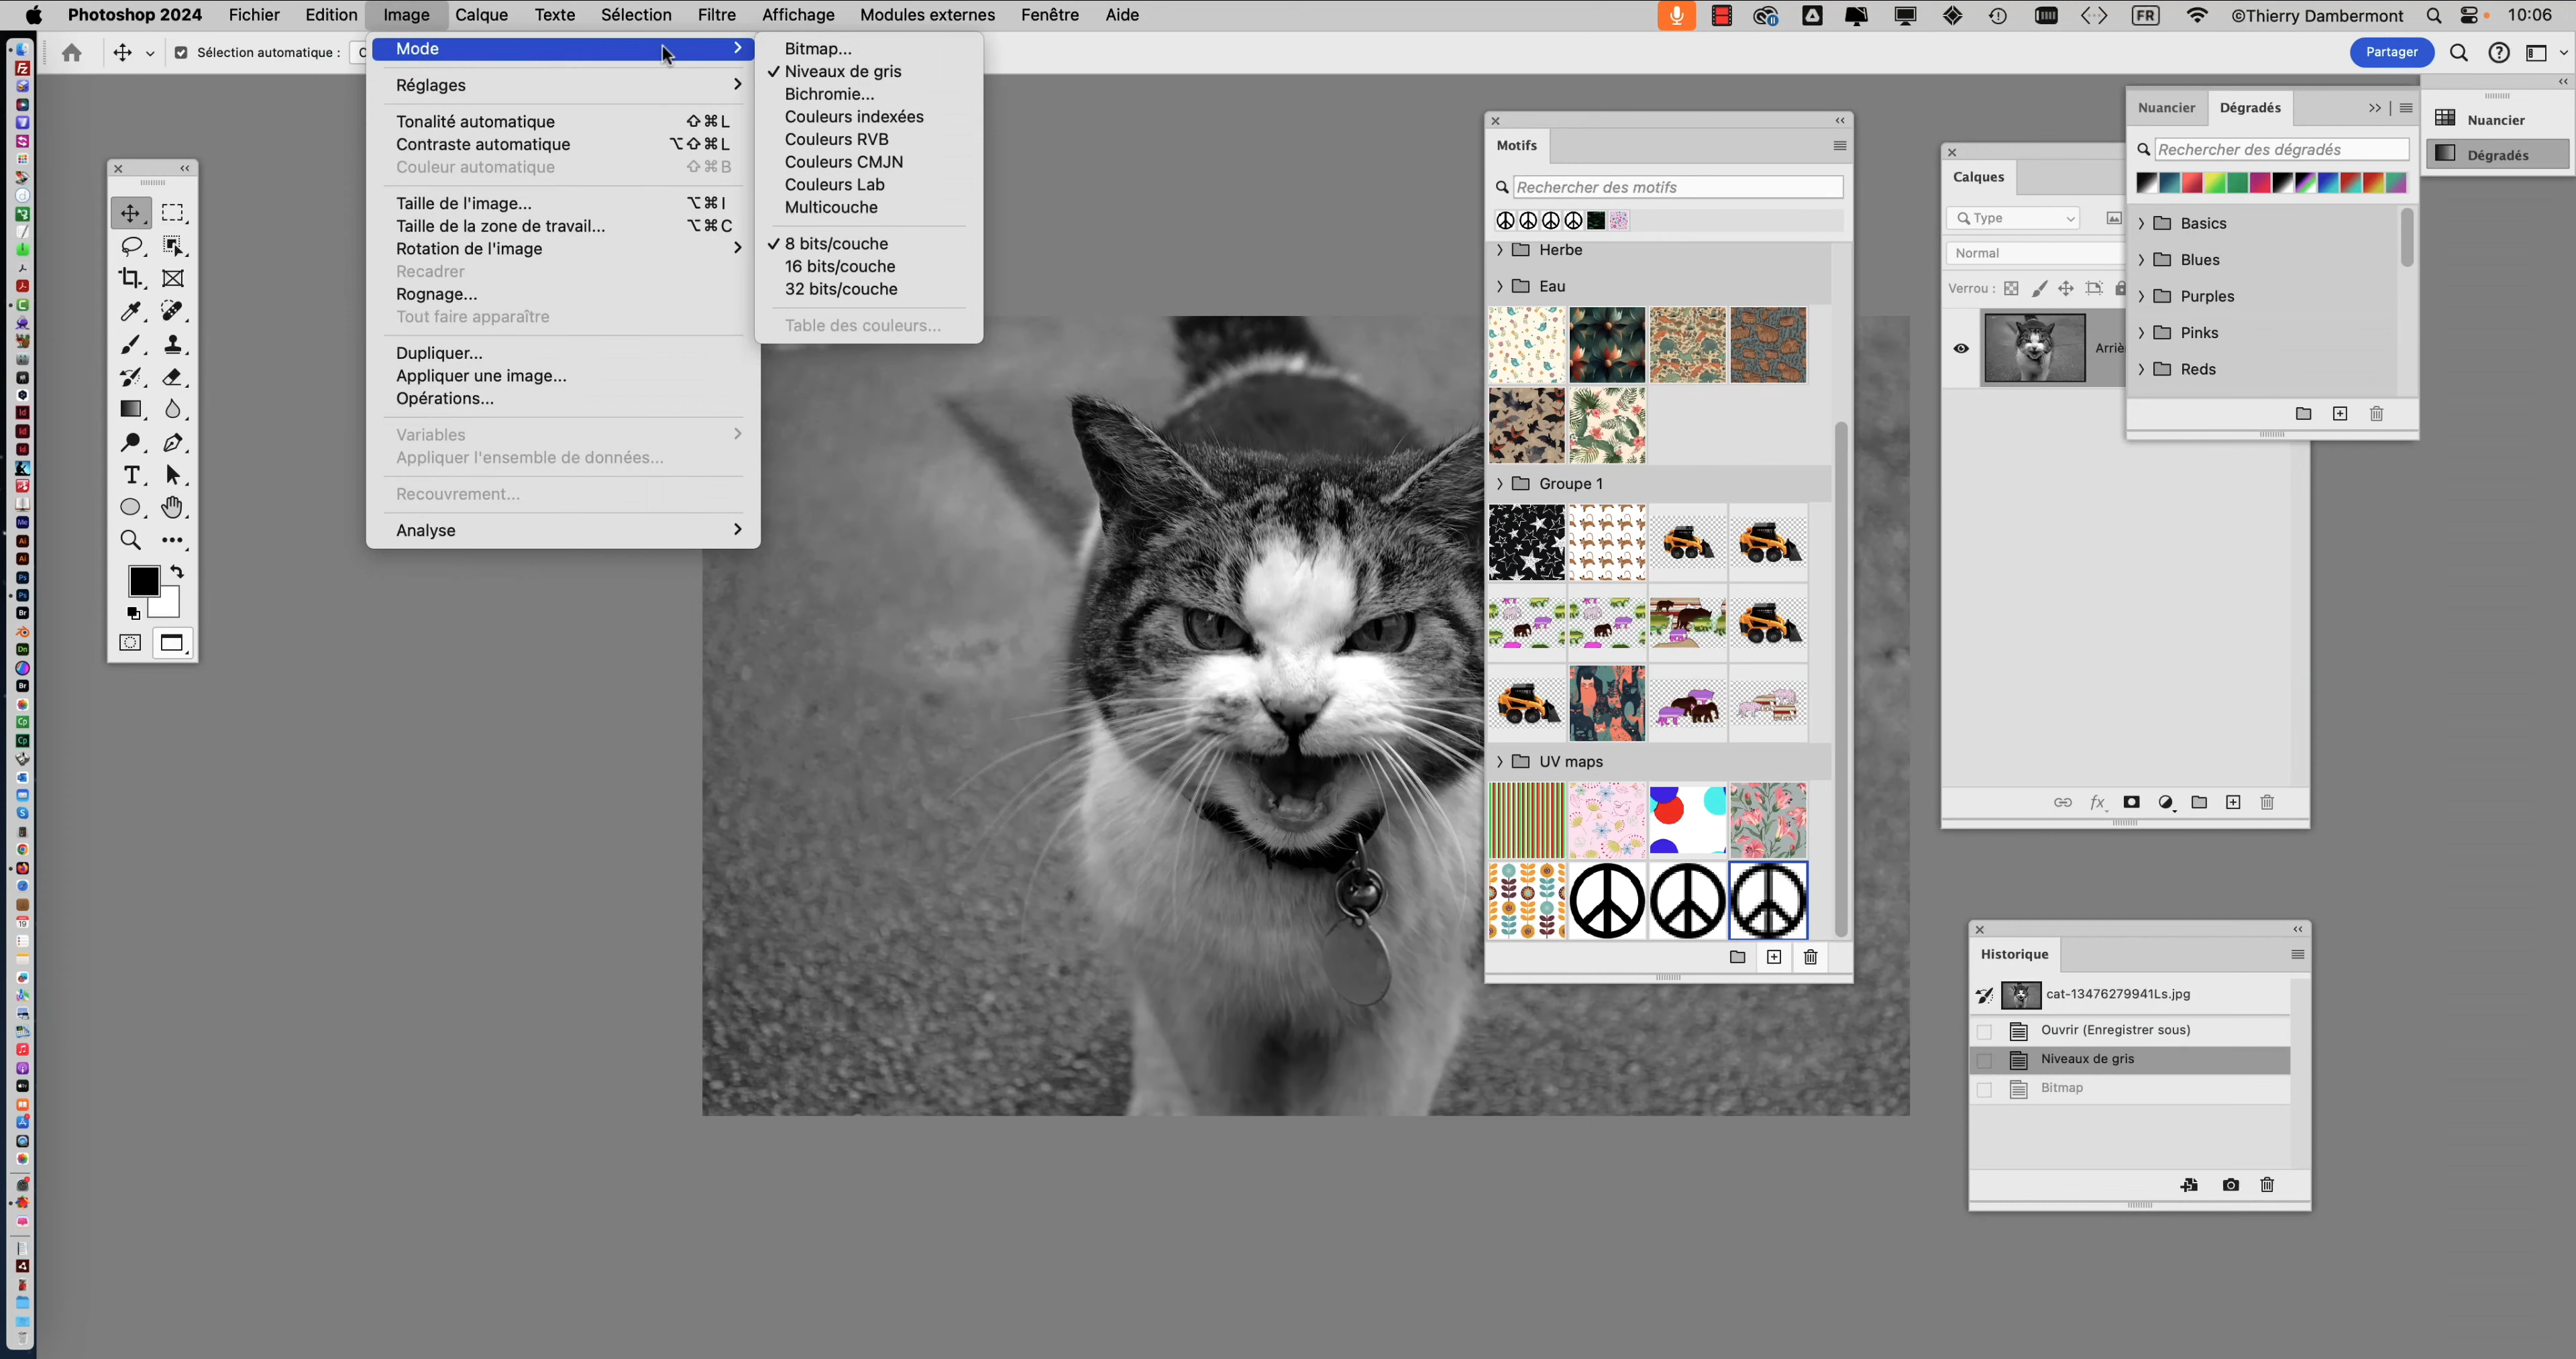 Photoshop 2024 Fichier Edition Image Calque Texte Sélection Filtre Affichage Modules externes Fenêtre Aide FR ©Thierry Dambermont 10:06
Sélection automatique : Partager
Mode
Réglages
Tonalité automatique ⇧⌘L
Contraste automatique ⌥⇧⌘L
Couleur automatique ⇧⌘B
Taille de l'image... ⌥⌘I
Taille de la zone de travail... ⌥⌘C
Rotation de l'image
Recadrer
Rognage...
Tout faire apparaître
Dupliquer...
Appliquer une image...
Opérations...
Variables
Appliquer l'ensemble de données...
Recouvrement...
Analyse
Bitmap...
Niveaux de gris
Bichromie...
Couleurs indexées
Couleurs RVB
Couleurs CMJN
Couleurs Lab
Multicouche
8 bits/couche
16 bits/couche
32 bits/couche
Table des couleurs...
Motifs
Rechercher des motifs
Herbe
Eau
Groupe 1
UV maps
Calques
Type
Normal
Verrou :
Arriè
Nuancier Dégradés
Rechercher des dégradés
Basics
Blues
Purples
Pinks
Reds
Nuancier
Dégradés
Historique
cat-13476279941Ls.jpg
Ouvrir (Enregistrer sous)
Niveaux de gris
Bitmap